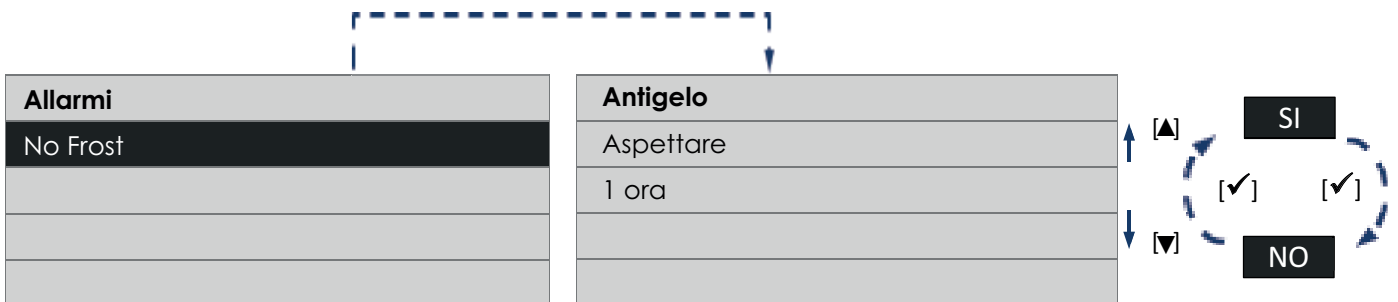 Allarmi
No Frost
Antigelo
Aspettare
1 ora
[▲]
[▼]
SI
[✓] [✓]
NO